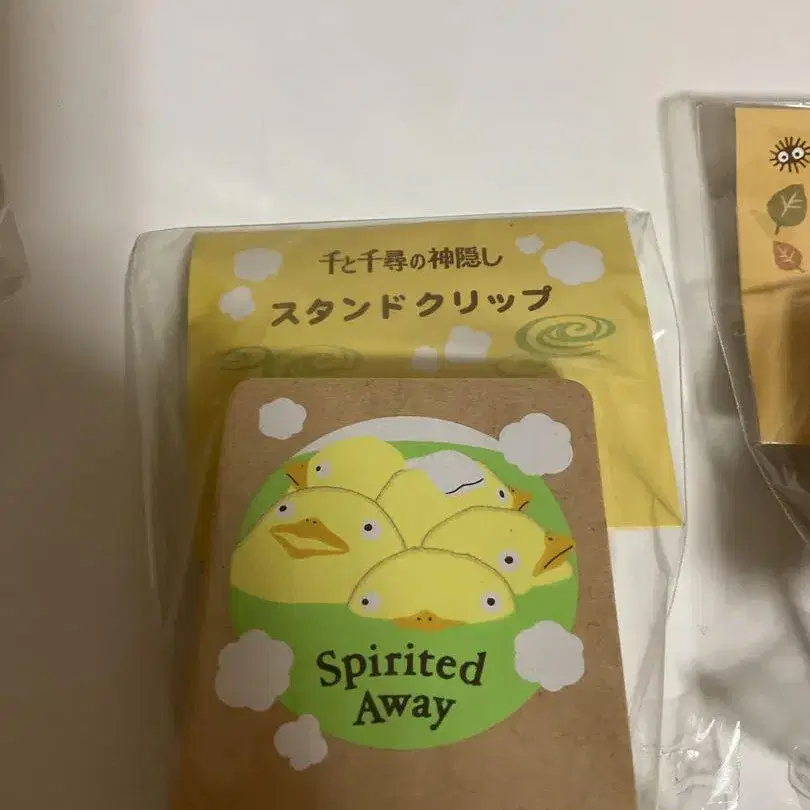 千と千尋の神隠し
スタンドクリップ
Spirited
Away